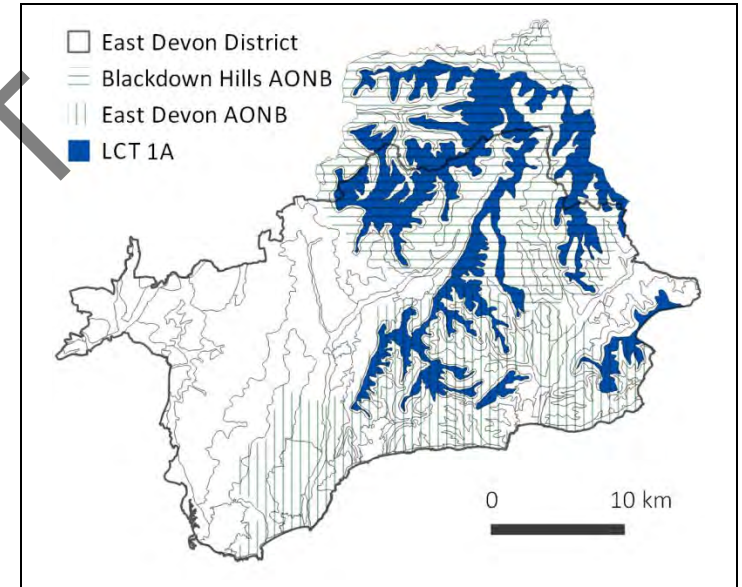 East Devon District
Blackdown Hills AONB
East Devon AONB
LCT 1A
0 10 km